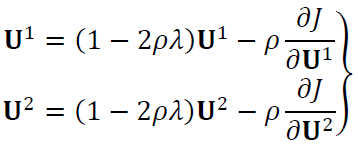 𝐔¹ = (1 − 2ρλ)𝐔¹ − ρ ∂J/∂𝐔¹
𝐔² = (1 − 2ρλ)𝐔² − ρ ∂J/∂𝐔² }